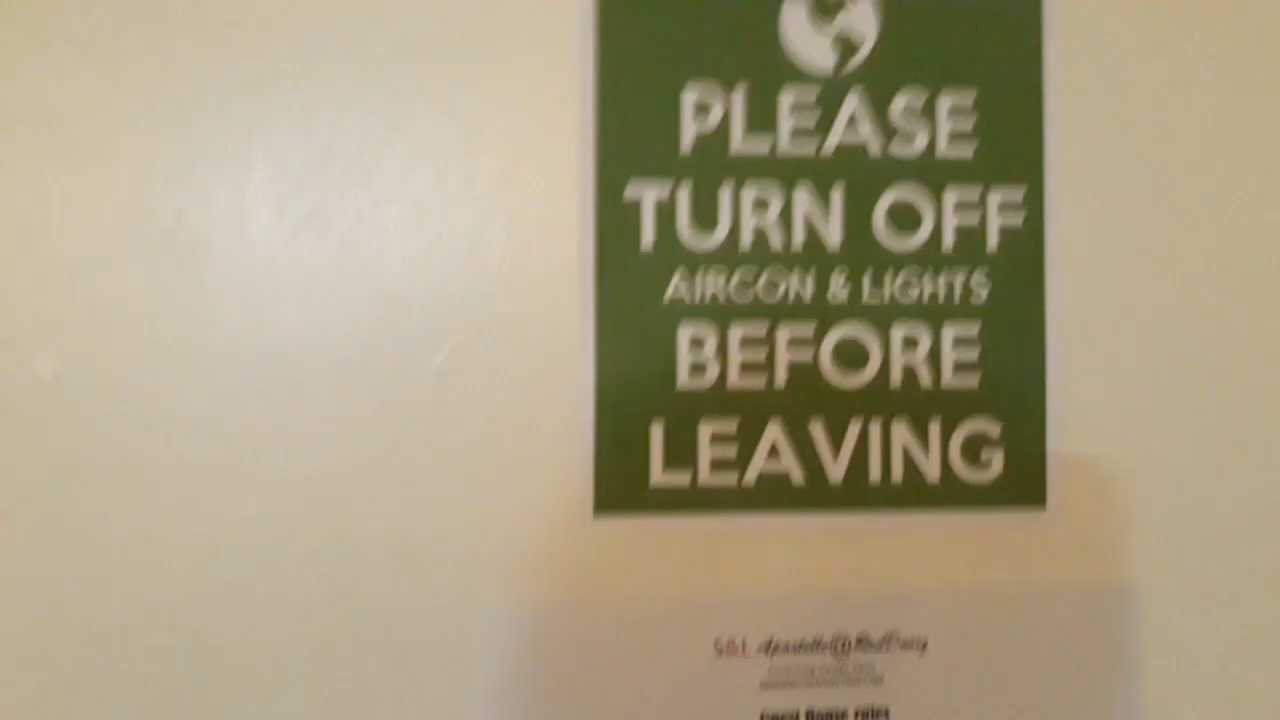 PLEASE
TURN OFF
AIRCON & LIGHTS
BEFORE
LEAVING
S&L